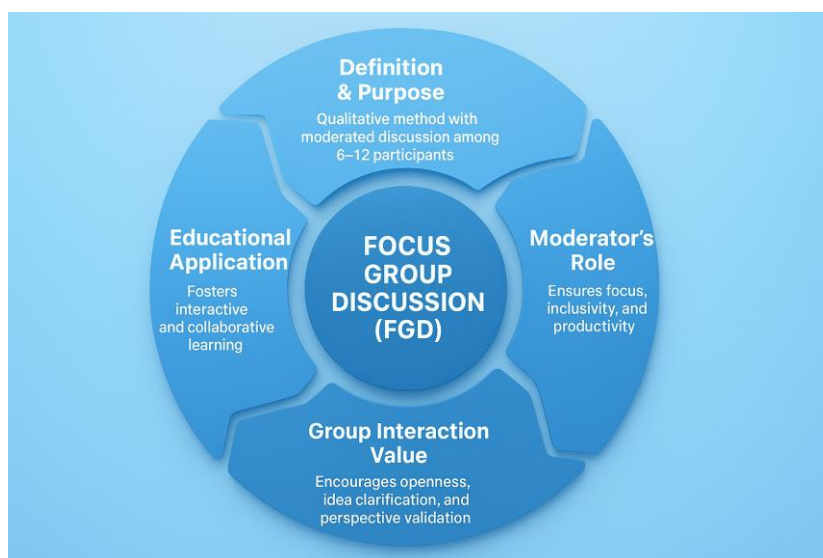 Definition
& Purpose
Qualitative method with
moderated discussion among
6–12 participants
Educational
Application
Fosters
interactive
and collaborative
learning
FOCUS
GROUP
DISCUSSION
(FGD)
Moderator's
Role
Ensures focus,
inclusivity, and
productivity
Group Interaction
Value
Encourages openness,
idea clarification, and
perspective validation